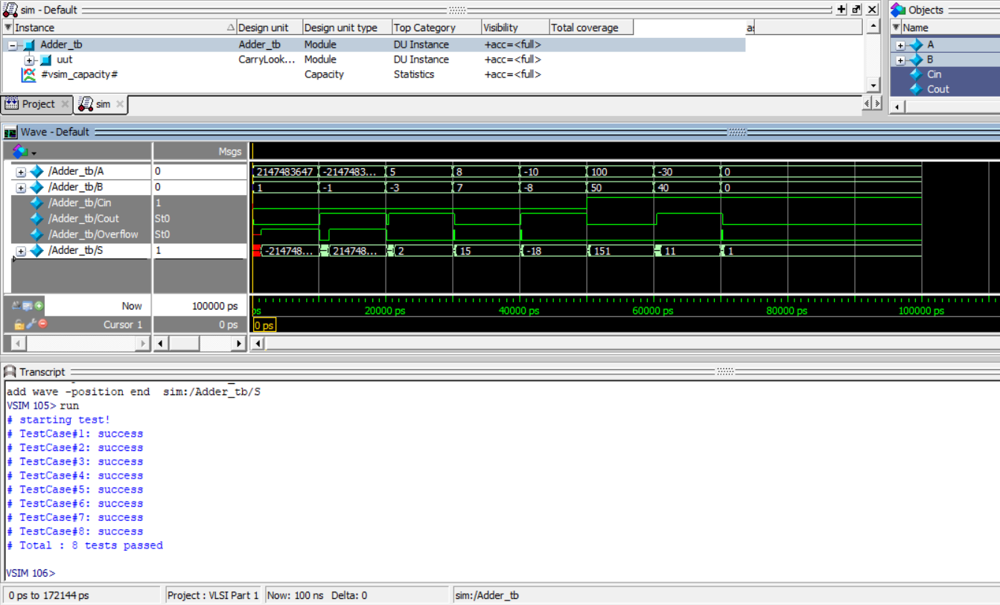 sim - Default
Objects
Instance Design unit Design unit type Top Category Visibility Total coverage
Name
Adder_tb Adder_tb Module DU Instance +acc=<full>
A
uut CarryLook... Module DU Instance +acc=<full>
B
#vsim_capacity# Capacity Statistics +acc=<full>
Cin
Cout
Project sim
Wave - Default
Msgs
/Adder_tb/A 0 2147483647 -2147483... 5 8 -10 100 -30 0
/Adder_tb/B 0 1 -1 -3 7 -8 50 40 0
/Adder_tb/Cin 1
/Adder_tb/Cout St0
/Adder_tb/Overflow St0
/Adder_tb/S 1 -214748... 214748... 2 15 -18 151 11 1
Now 100000 ps ps 20000 ps 40000 ps 60000 ps 80000 ps 100000 ps
Cursor 1 0 ps 0 ps
Transcript
add wave -position end sim:/Adder_tb/S
VSIM 105> run
# starting test!
# TestCase#1: success
# TestCase#2: success
# TestCase#3: success
# TestCase#4: success
# TestCase#5: success
# TestCase#6: success
# TestCase#7: success
# TestCase#8: success
# Total : 8 tests passed
VSIM 106>
0 ps to 172144 ps Project : VLSI Part 1 Now: 100 ns Delta: 0 sim:/Adder_tb